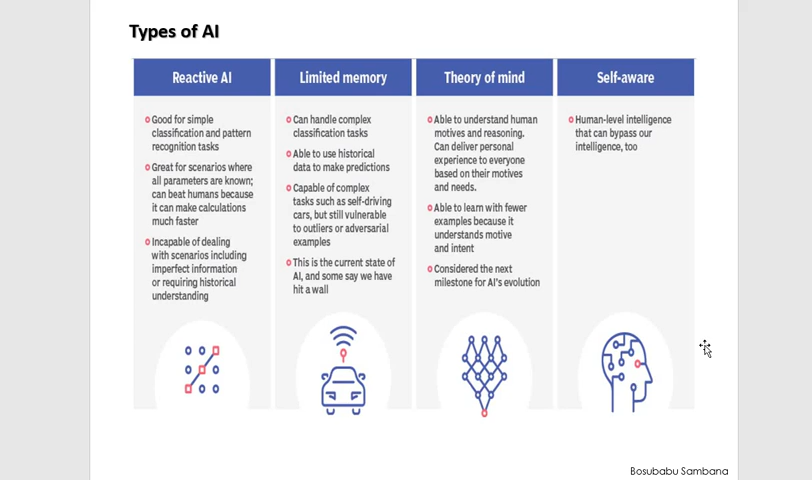 Types of AI
Reactive AI
Good for simple
classification and pattern
recognition tasks
Great for scenarios where
all parameters are known;
can beat humans because
it can make calculations
much faster
Incapable of dealing
with scenarios including
imperfect information
or requiring historical
understanding
Limited memory
Can handle complex
classification tasks
Able to use historical
data to make predictions
Capable of complex
tasks such as self-driving
cars, but still vulnerable
to outliers or adversarial
examples
This is the current state of
AI, and some say we have
hit a wall
Theory of mind
Able to understand human
motives and reasoning.
Can deliver personal
experience to everyone
based on their motives
and needs.
Able to learn with fewer
examples because it
understands motive
and intent
Considered the next
milestone for AI's evolution
Self-aware
Human-level intelligence
that can bypass our
intelligence, too
Bosubabu Sambana